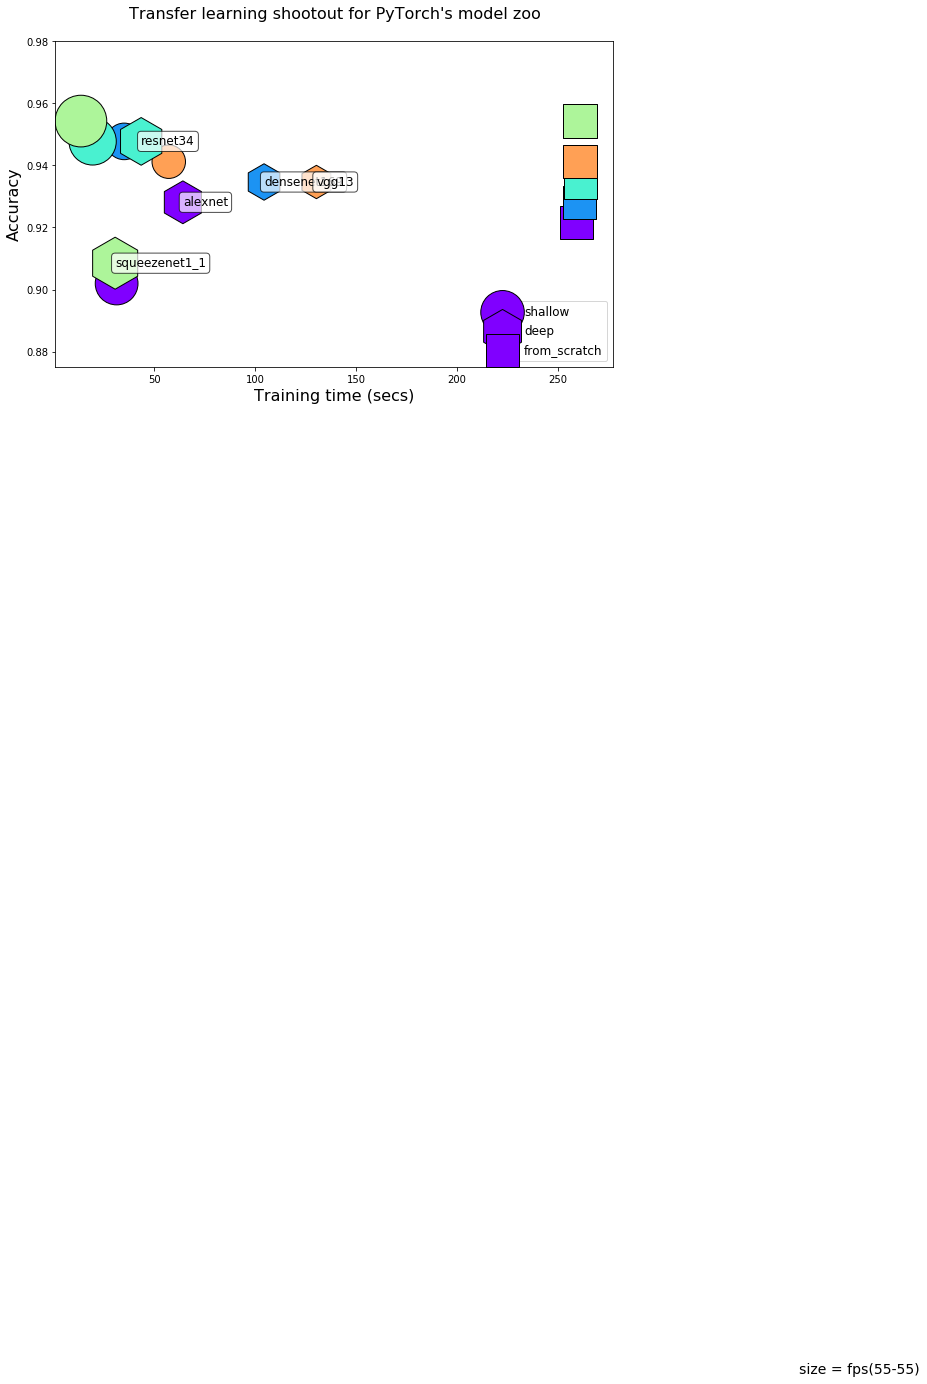 Transfer learning shootout for PyTorch's model zoo
0.98
0.96
0.94
0.92
0.90
0.88
Accuracy
resnet34
vgg13
alexnet
squeezenet1_1
shallow
deep
from_scratch
50
100
150
200
250
Training time (secs)
size = fps(55-55)